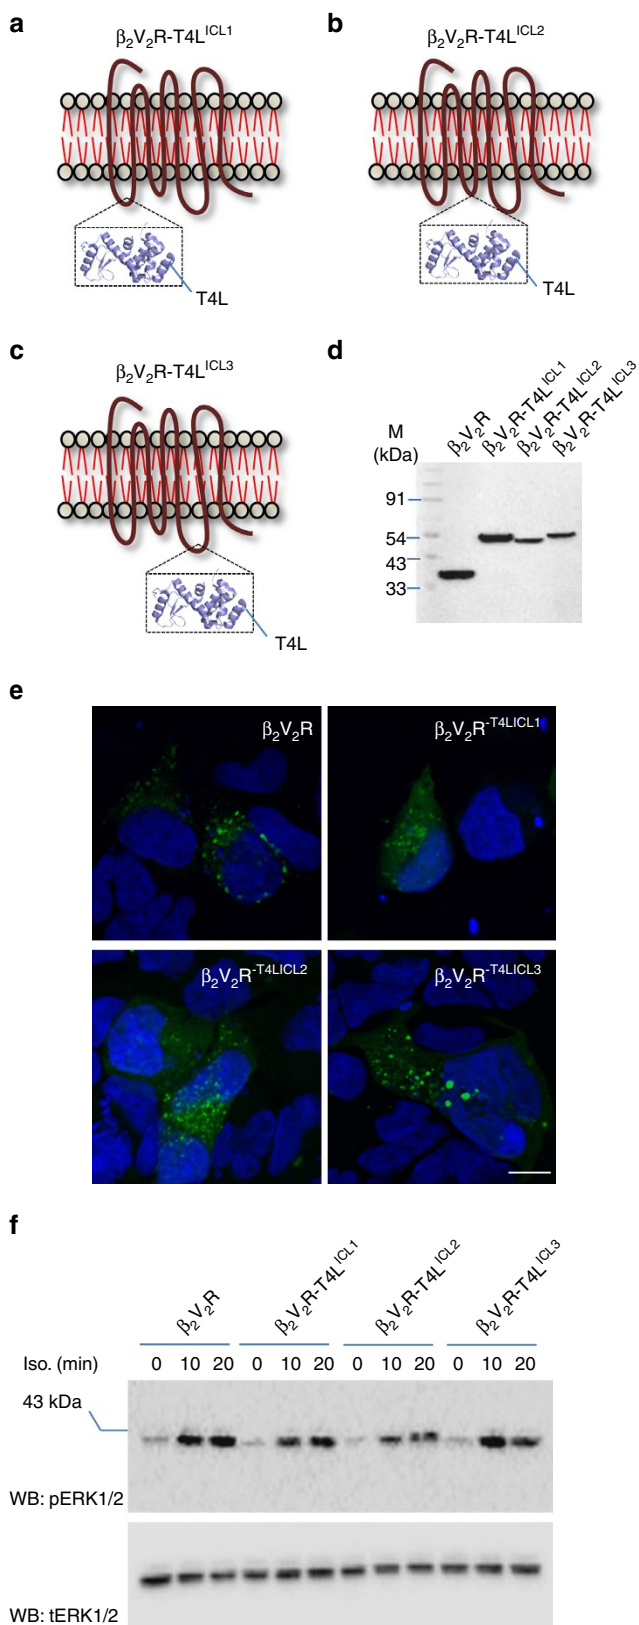 a
β₂V₂R-T4Lᴵᶜᴸ¹
T4L
b
β₂V₂R-T4Lᴵᶜᴸ²
T4L
c
β₂V₂R-T4Lᴵᶜᴸ³
T4L
d
M
(kDa)
β₂V₂R
β₂V₂R-T4Lᴵᶜᴸ¹
β₂V₂R-T4Lᴵᶜᴸ²
β₂V₂R-T4Lᴵᶜᴸ³
91
54
43
33
e
β₂V₂R
β₂V₂R⁻ᵀ⁴ᴸᴵᶜᴸ¹
β₂V₂R⁻ᵀ⁴ᴸᴵᶜᴸ²
β₂V₂R⁻ᵀ⁴ᴸᴵᶜᴸ³
f
β₂V₂R
β₂V₂R-T4Lᴵᶜᴸ¹
β₂V₂R-T4Lᴵᶜᴸ²
β₂V₂R-T4Lᴵᶜᴸ³
Iso. (min) 0 10 20 0 10 20 0 10 20 0 10 20
43 kDa
WB: pERK1/2
WB: tERK1/2